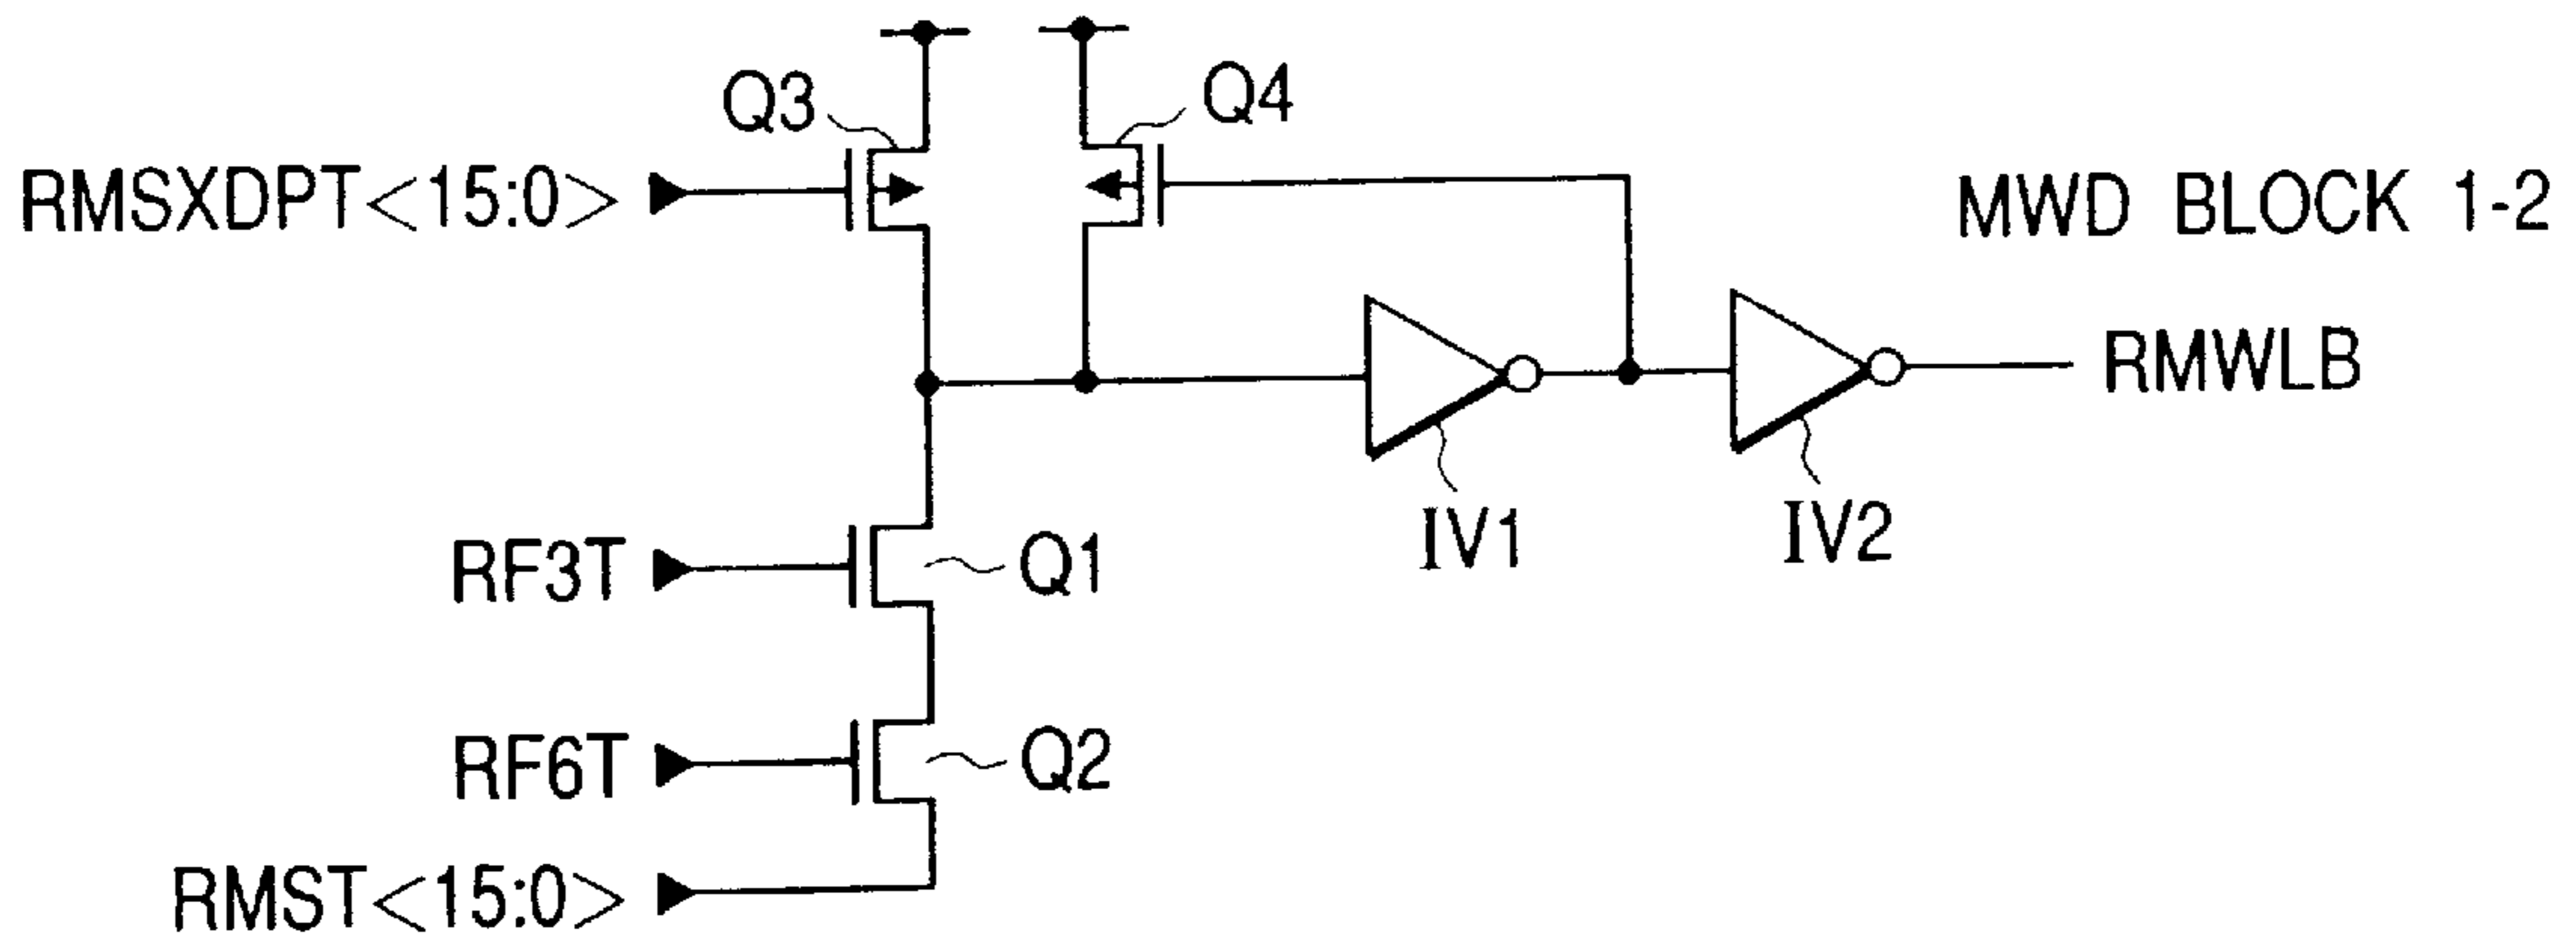 Q3
Q4
RMSXDPT<15:0>
MWD BLOCK 1-2
RMWLB
IV1
IV2
RF3T
Q1
RF6T
Q2
RMST<15:0>